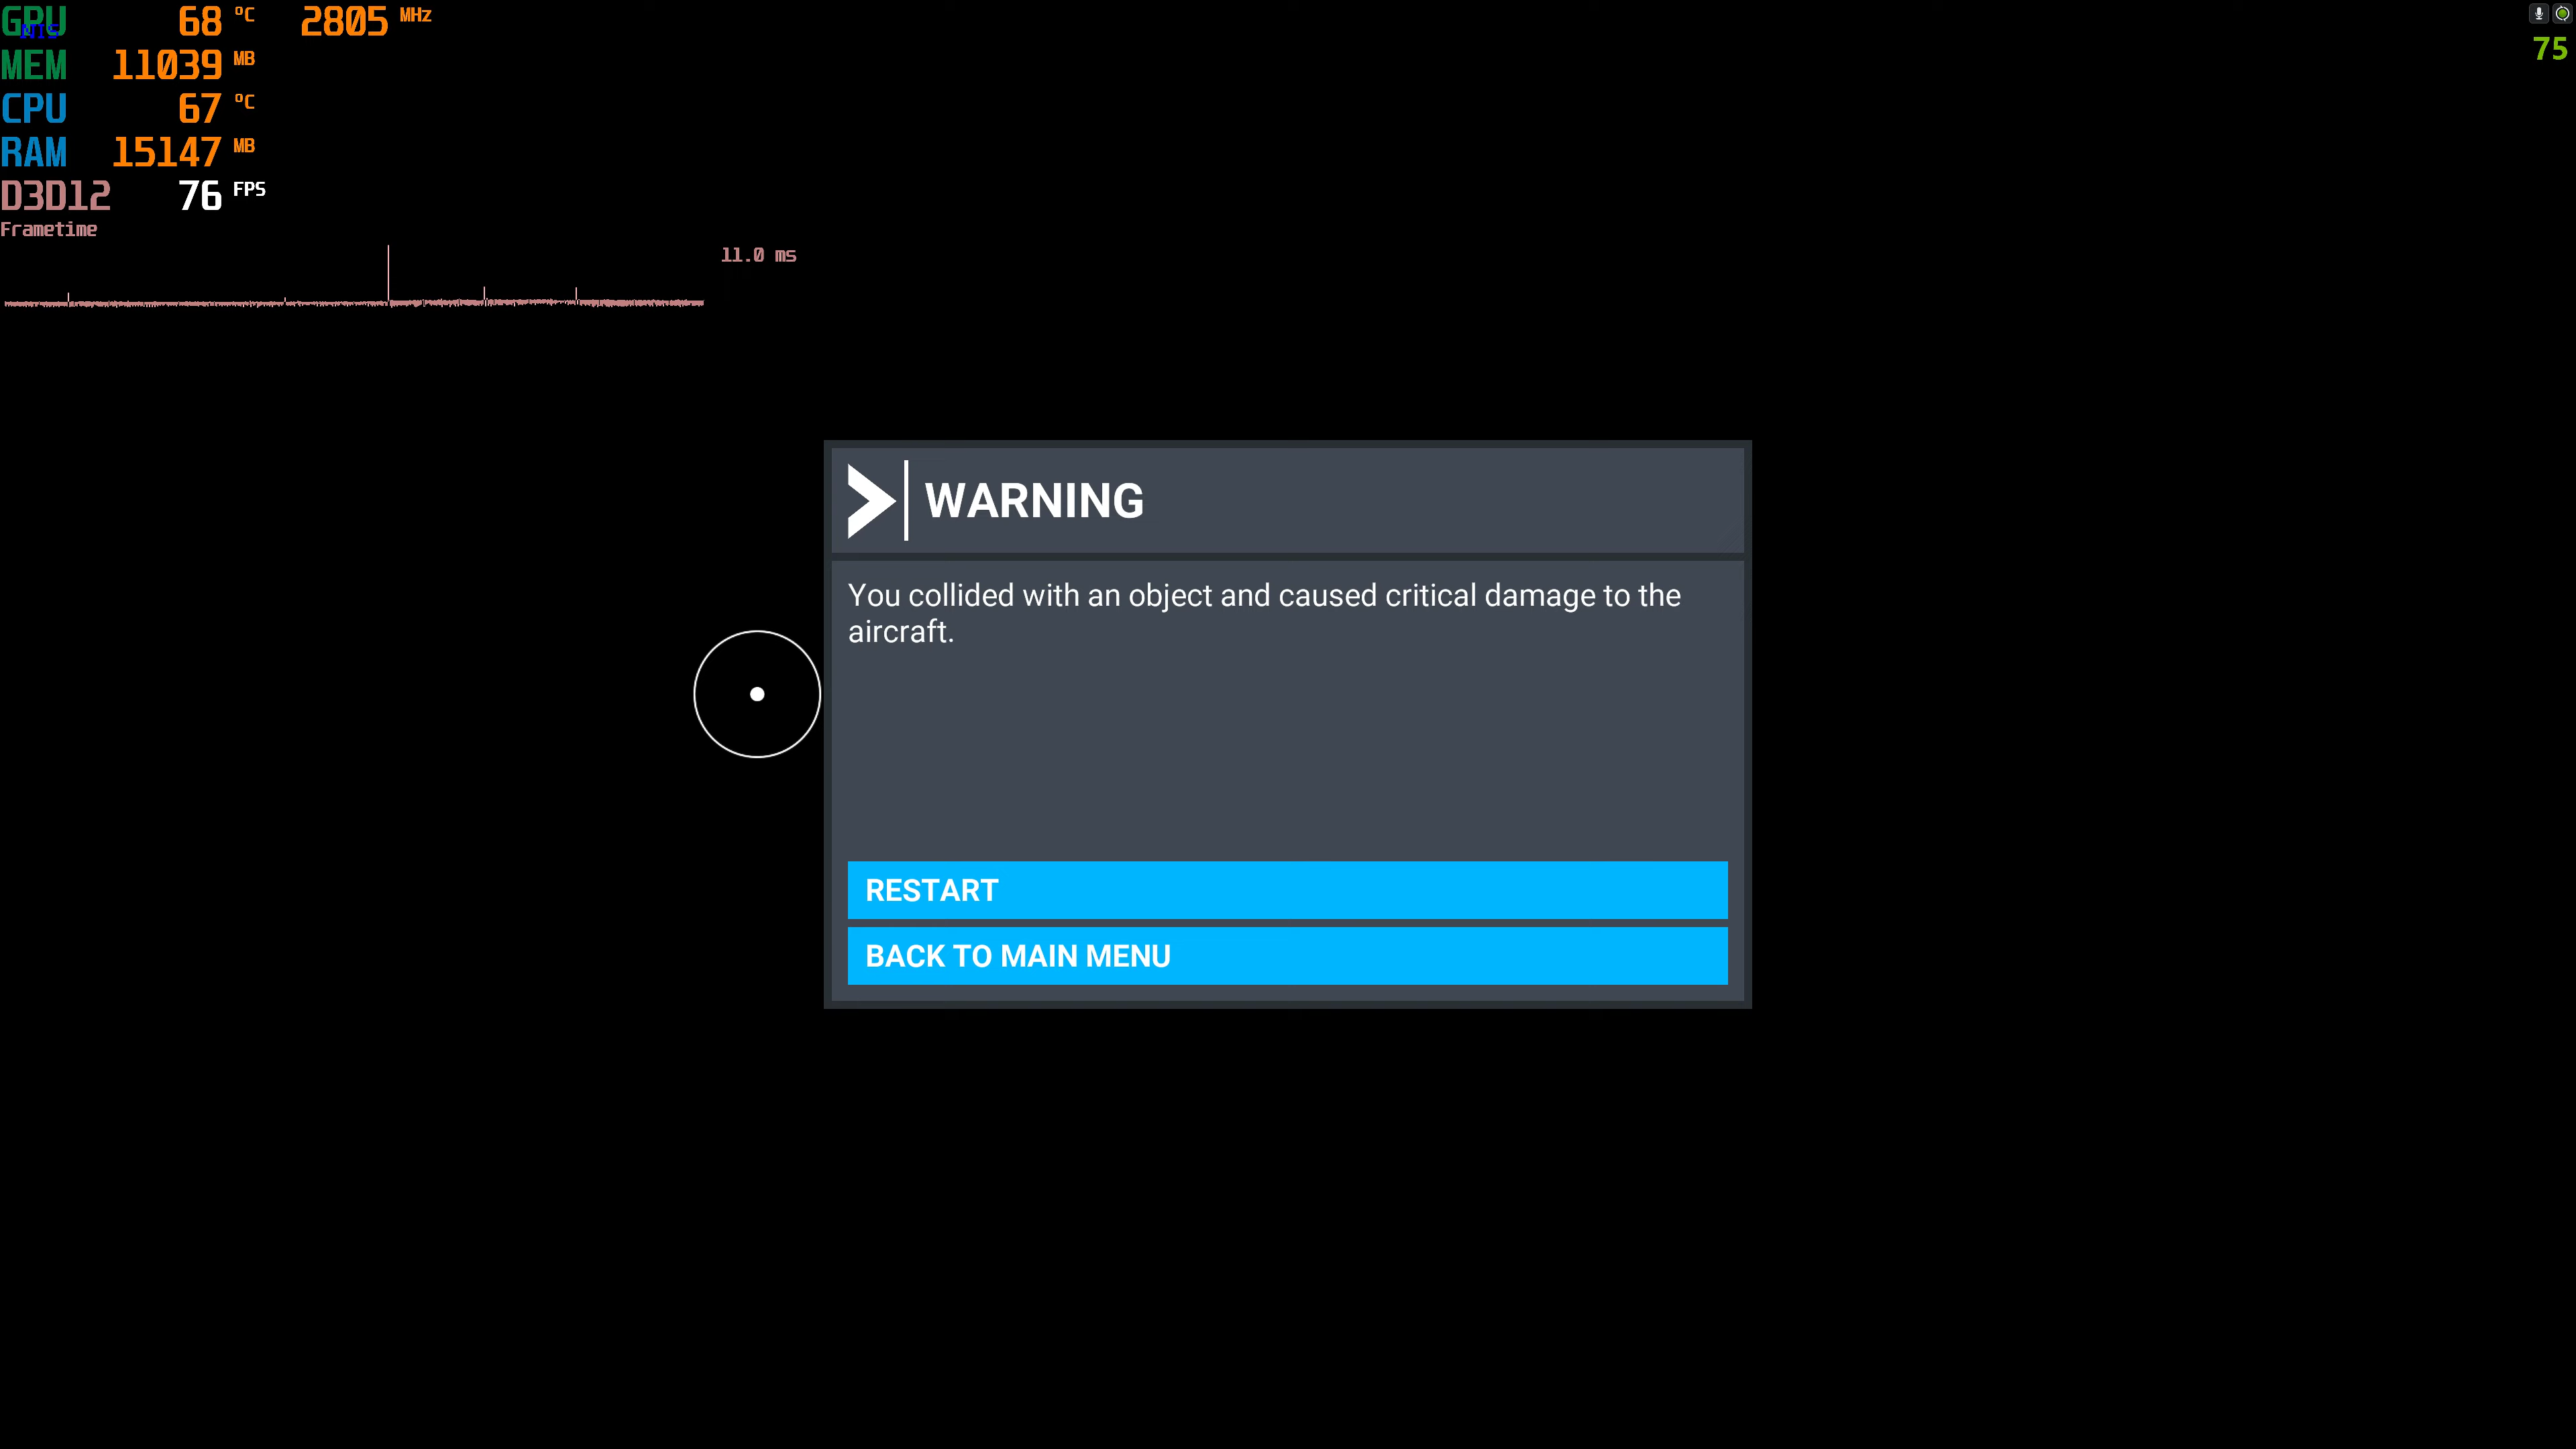 GPU 68 °C 2805 MHz
NIS
MEM 11039 MB
CPU 67 °C
RAM 15147 MB
D3D12 76 FPS
Frametime
11.0 ms
75
WARNING
You collided with an object and caused critical damage to the
aircraft.
RESTART
BACK TO MAIN MENU